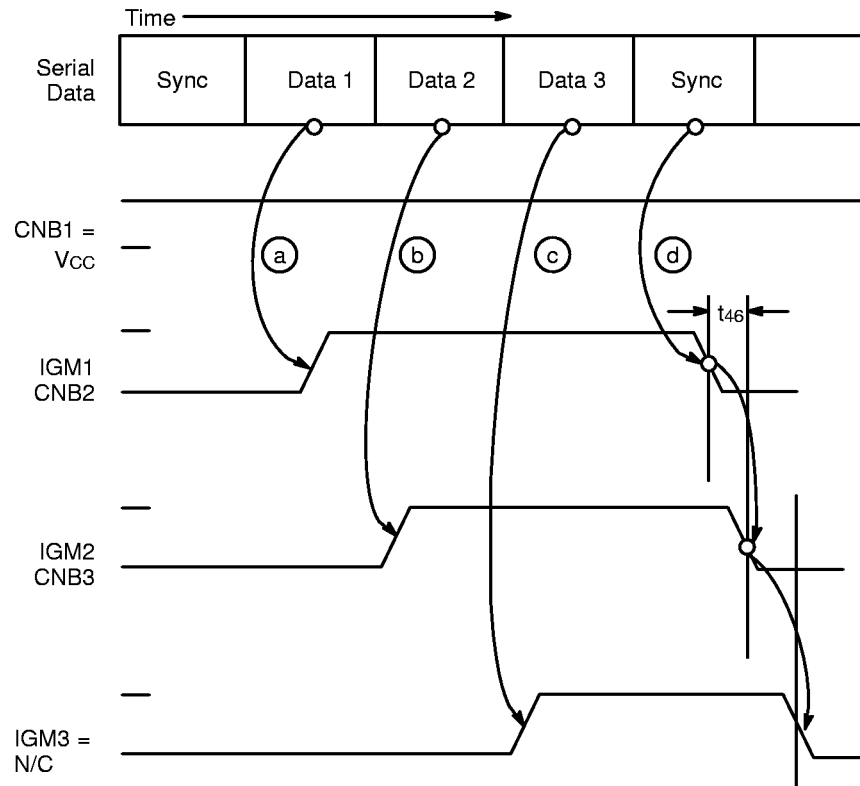 Time
Serial
Data
Sync Data 1 Data 2 Data 3 Sync
CNB1 =
VCC
a b c d
t46
IGM1
CNB2
IGM2
CNB3
IGM3 =
N/C